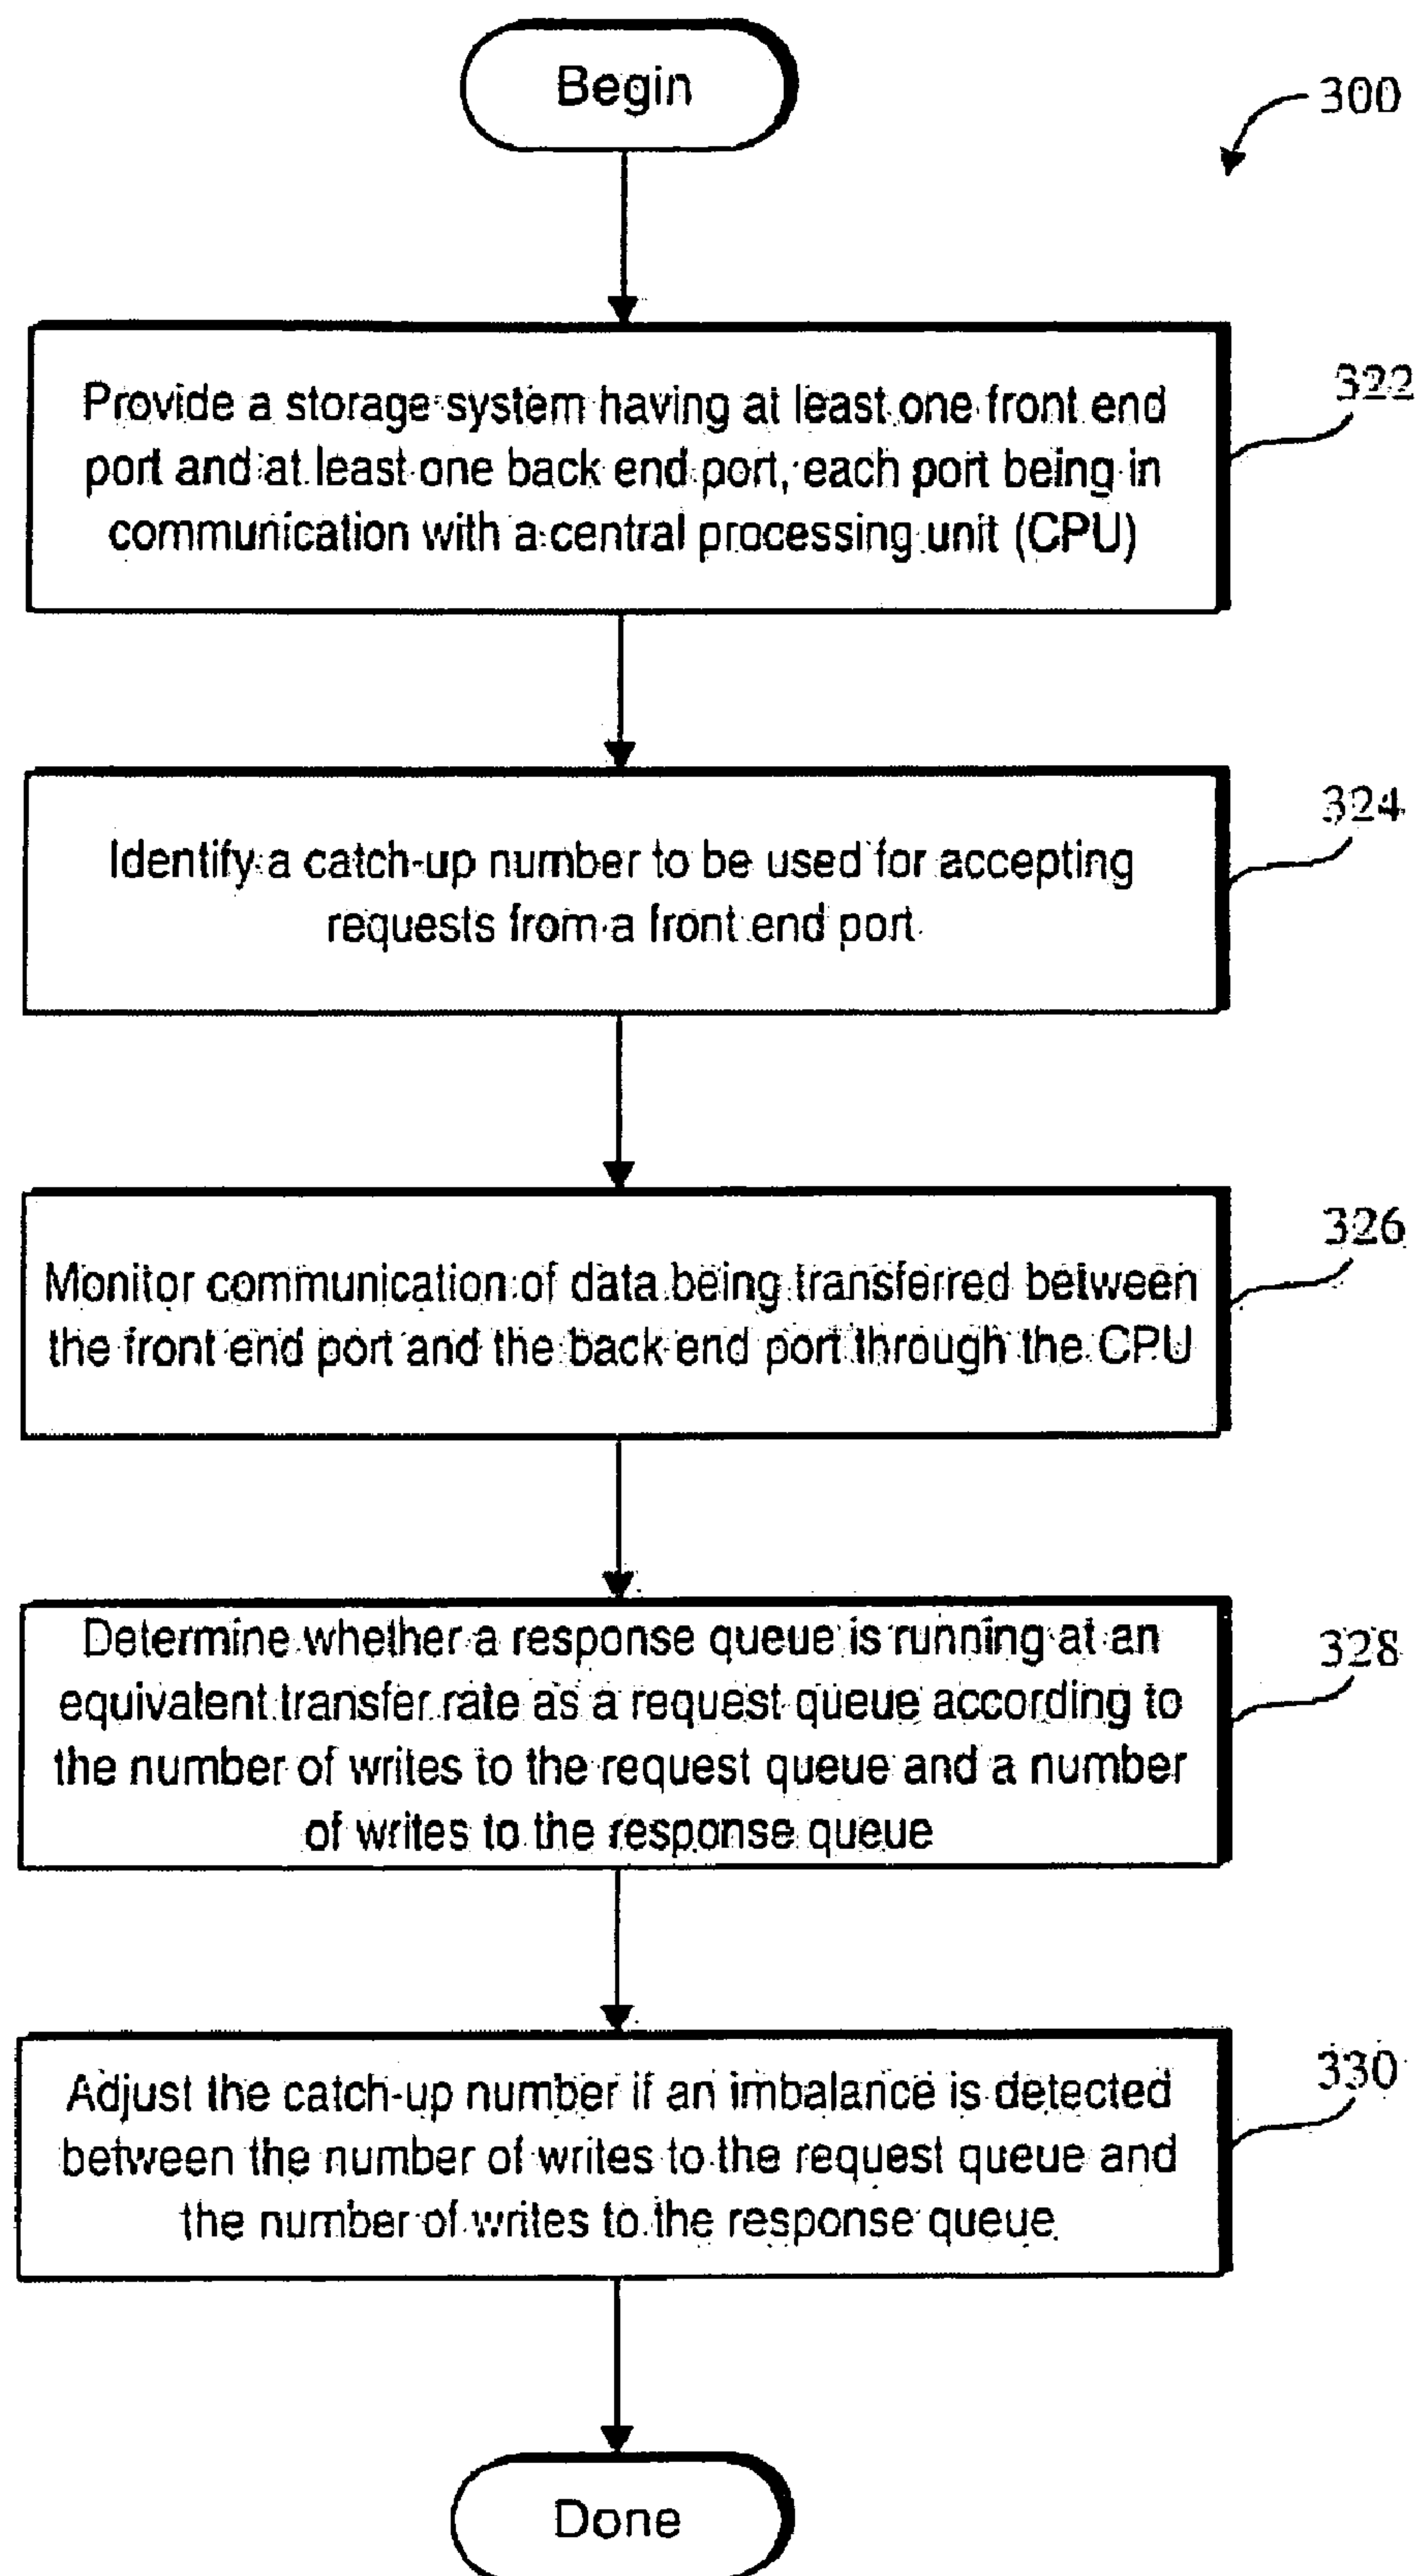 Begin
300
Provide a storage system having at least one front end
port and at least one back end port, each port being in
communication with a central processing unit (CPU)
322
Identify a catch-up number to be used for accepting
requests from a front end port
324
Monitor communication of data being transferred between
the front end port and the back end port through the CPU
326
Determine whether a response queue is running at an
equivalent transfer rate as a request queue according to
the number of writes to the request queue and a number
of writes to the response queue
328
Adjust the catch-up number if an imbalance is detected
between the number of writes to the request queue and
the number of writes to the response queue
330
Done